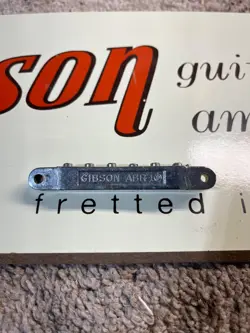 son
guit
am
GIBSON ABR-1
fretted i